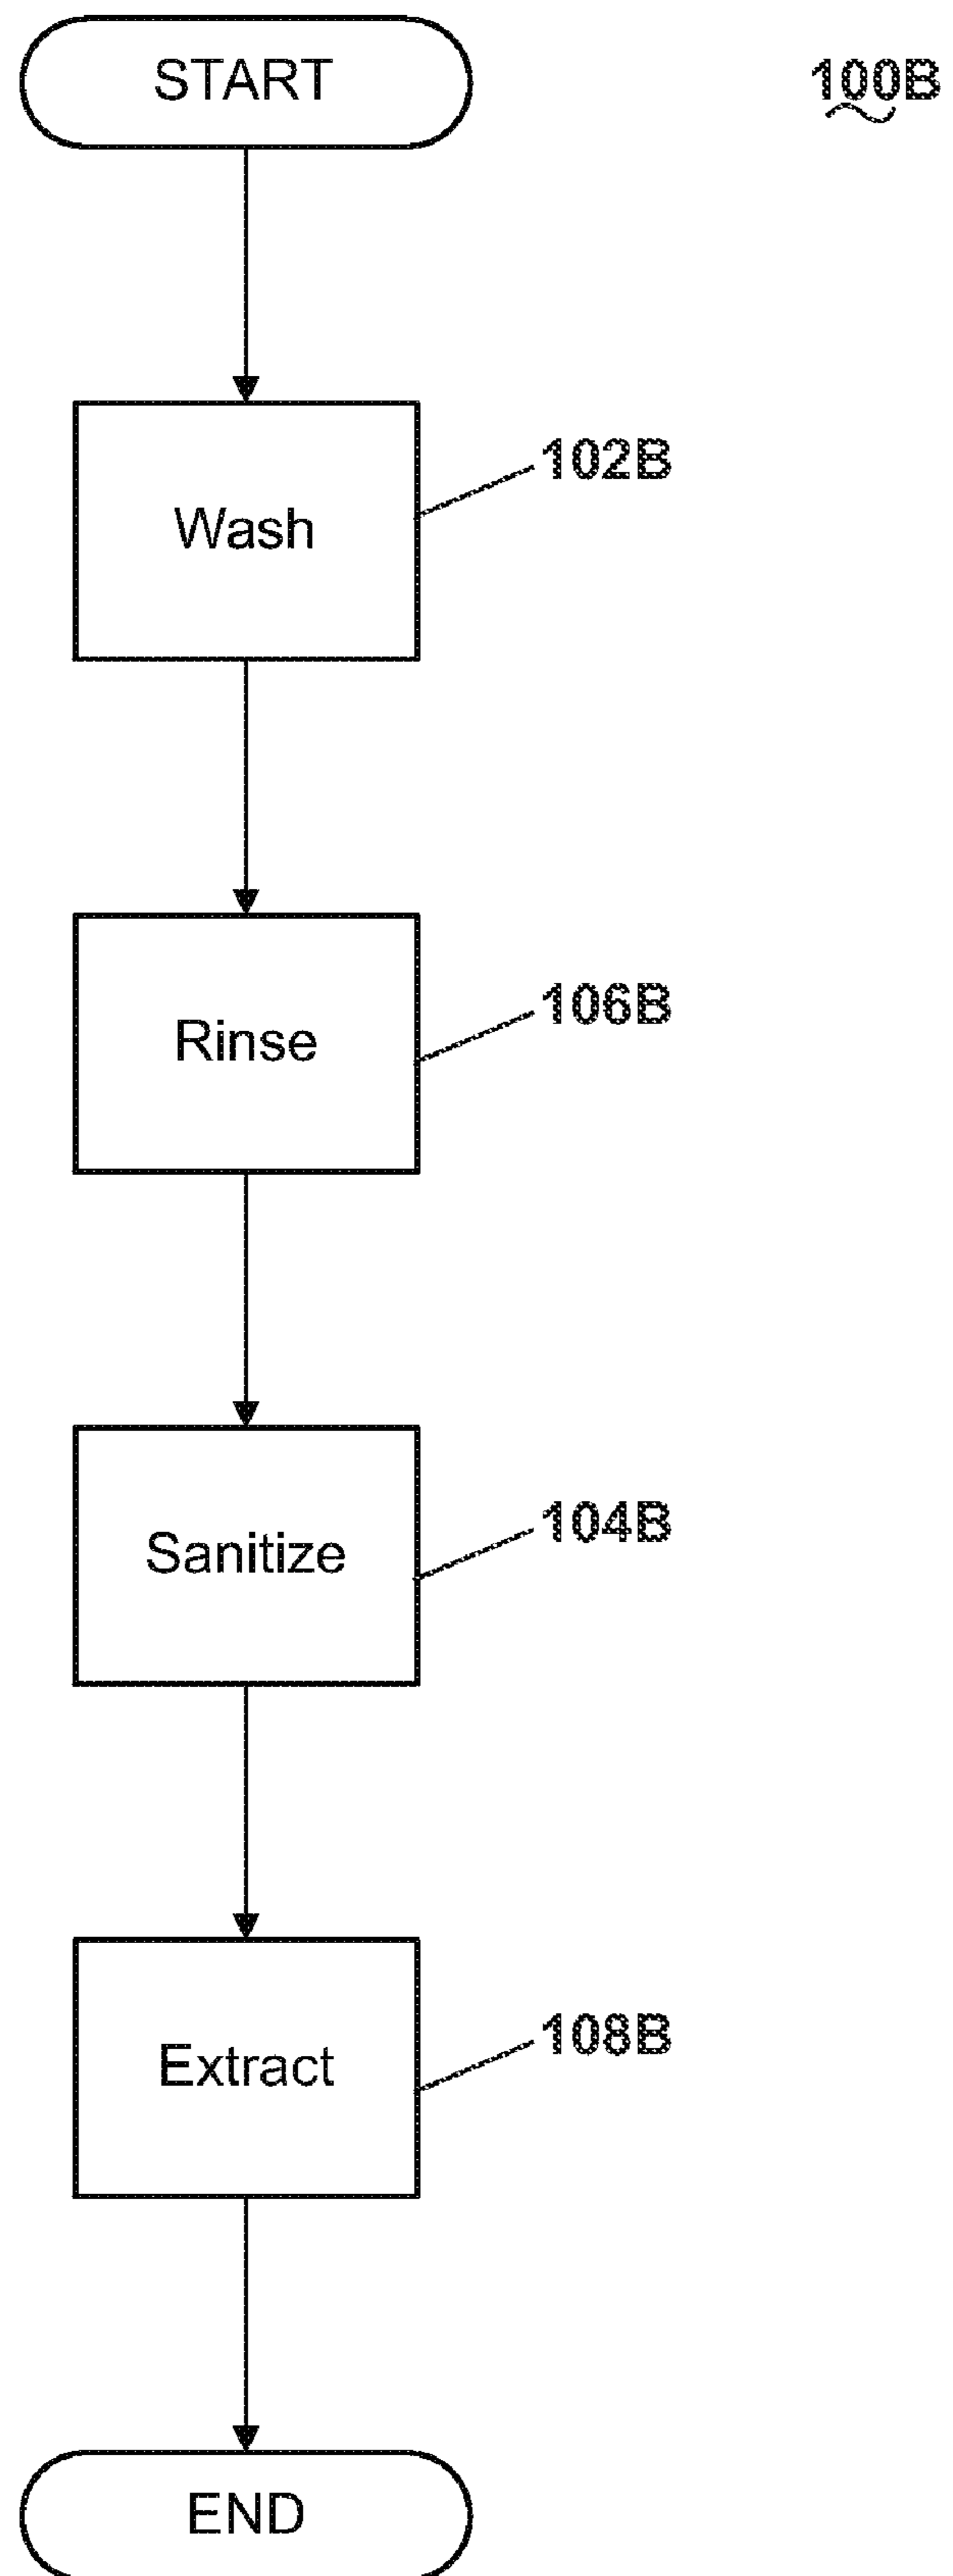 START
100B
Wash
102B
Rinse
106B
Sanitize
104B
Extract
108B
END